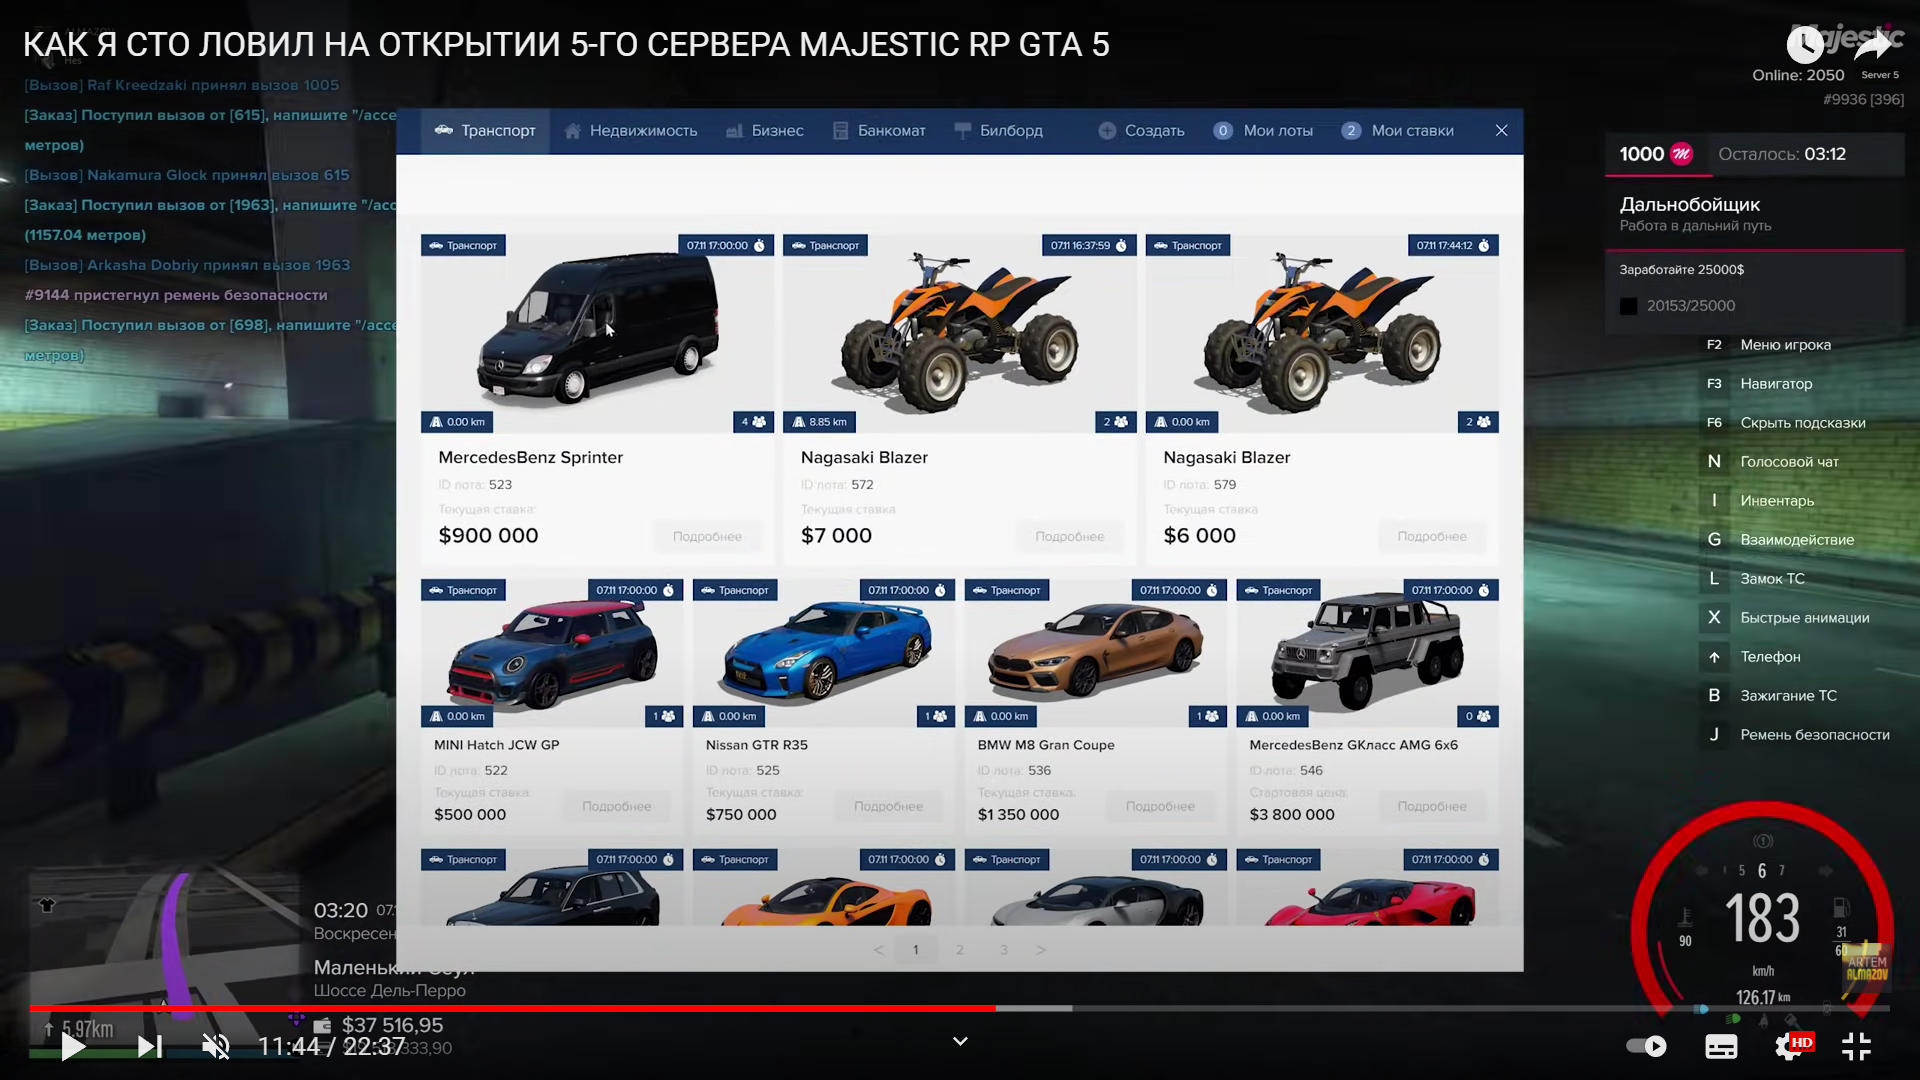 КАК Я СТО ЛОВИЛ НА ОТКРЫТИИ 5-ГО СЕРВЕРА MAJESTIC RP GTA 5
Majestic
Online: 2050 Server 5
#9936 [396]
[Вызов] Raf Kreedzaki принял вызов 1005
[Заказ] Поступил вызов от [615], напишите "/acce
метров)
[Вызов] Nakamura Glock принял вызов 615
[Заказ] Поступил вызов от [1963], напишите "/acc
(1157.04 метров)
[Вызов] Arkasha Dobriy принял вызов 1963
#9144 пристегнул ремень безопасности
[Заказ] Поступил вызов от [698], напишите "/acce
метров)
Транспорт Недвижимость Бизнес Банкомат Билборд Создать 0 Мои лоты 2 Мои ставки
Транспорт 07.11 17:00:00 Транспорт 07.11 16:37:59 Транспорт 07.11 17:44:12
0.00 km 4 8.85 km 2 0.00 km 2
MercedesBenz Sprinter Nagasaki Blazer Nagasaki Blazer
ID лота: 523 ID лота: 572 ID лота: 579
Текущая ставка: Текущая ставка Текущая ставка
$900 000 Подробнее $7 000 Подробнее $6 000 Подробнее
Транспорт 07.11 17:00:00 Транспорт 07.11 17:00:00 Транспорт 07.11 17:00:00 Транспорт 07.11 17:00:00
0.00 km 1 0.00 km 1 0.00 km 1 0.00 km 0
MINI Hatch JCW GP Nissan GTR R35 BMW M8 Gran Coupe MercedesBenz GКласс AMG 6x6
ID лота: 522 ID лота: 525 ID лота: 536 ID лота: 546
Текущая ставка: Текущая ставка: Текущая ставка: Стартовая цена:
$500 000 Подробнее $750 000 Подробнее $1 350 000 Подробнее $3 800 000 Подробнее
Транспорт 07.11 17:00:00 Транспорт 07.11 17:00:00 Транспорт 07.11 17:00:00 Транспорт 07.11 17:00:00
< 1 2 3 >
1000 Осталось: 03:12
Дальнобойщик
Работа в дальний путь
Заработайте 25000$
20153/25000
F2 Меню игрока
F3 Навигатор
F6 Скрыть подсказки
N Голосовой чат
I Инвентарь
G Взаимодействие
L Замок ТС
X Быстрые анимации
Телефон
B Зажигание ТС
J Ремень безопасности
5 6 7
183
90
31
60
km/h
126.17 km
ARTEM
ALMAZOV
03:20 07.
Воскресен
Маленький
Шоссе Дель-Перро
5.97km
$37 516,95
333,90
11:44 / 22:37
HD